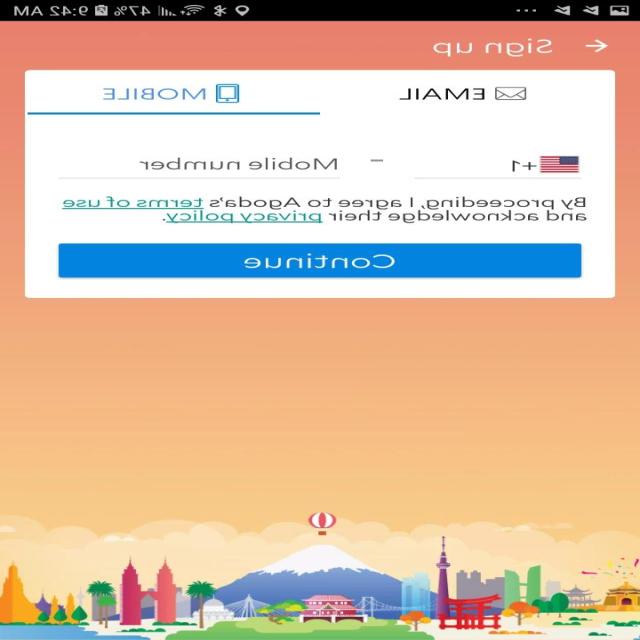 47% 9:42 AM
Sign up
EMAIL MOBILE
+1 - Mobile number
By proceeding, I agree to Agoda's terms of use
and acknowledge their privacy policy.
Continue